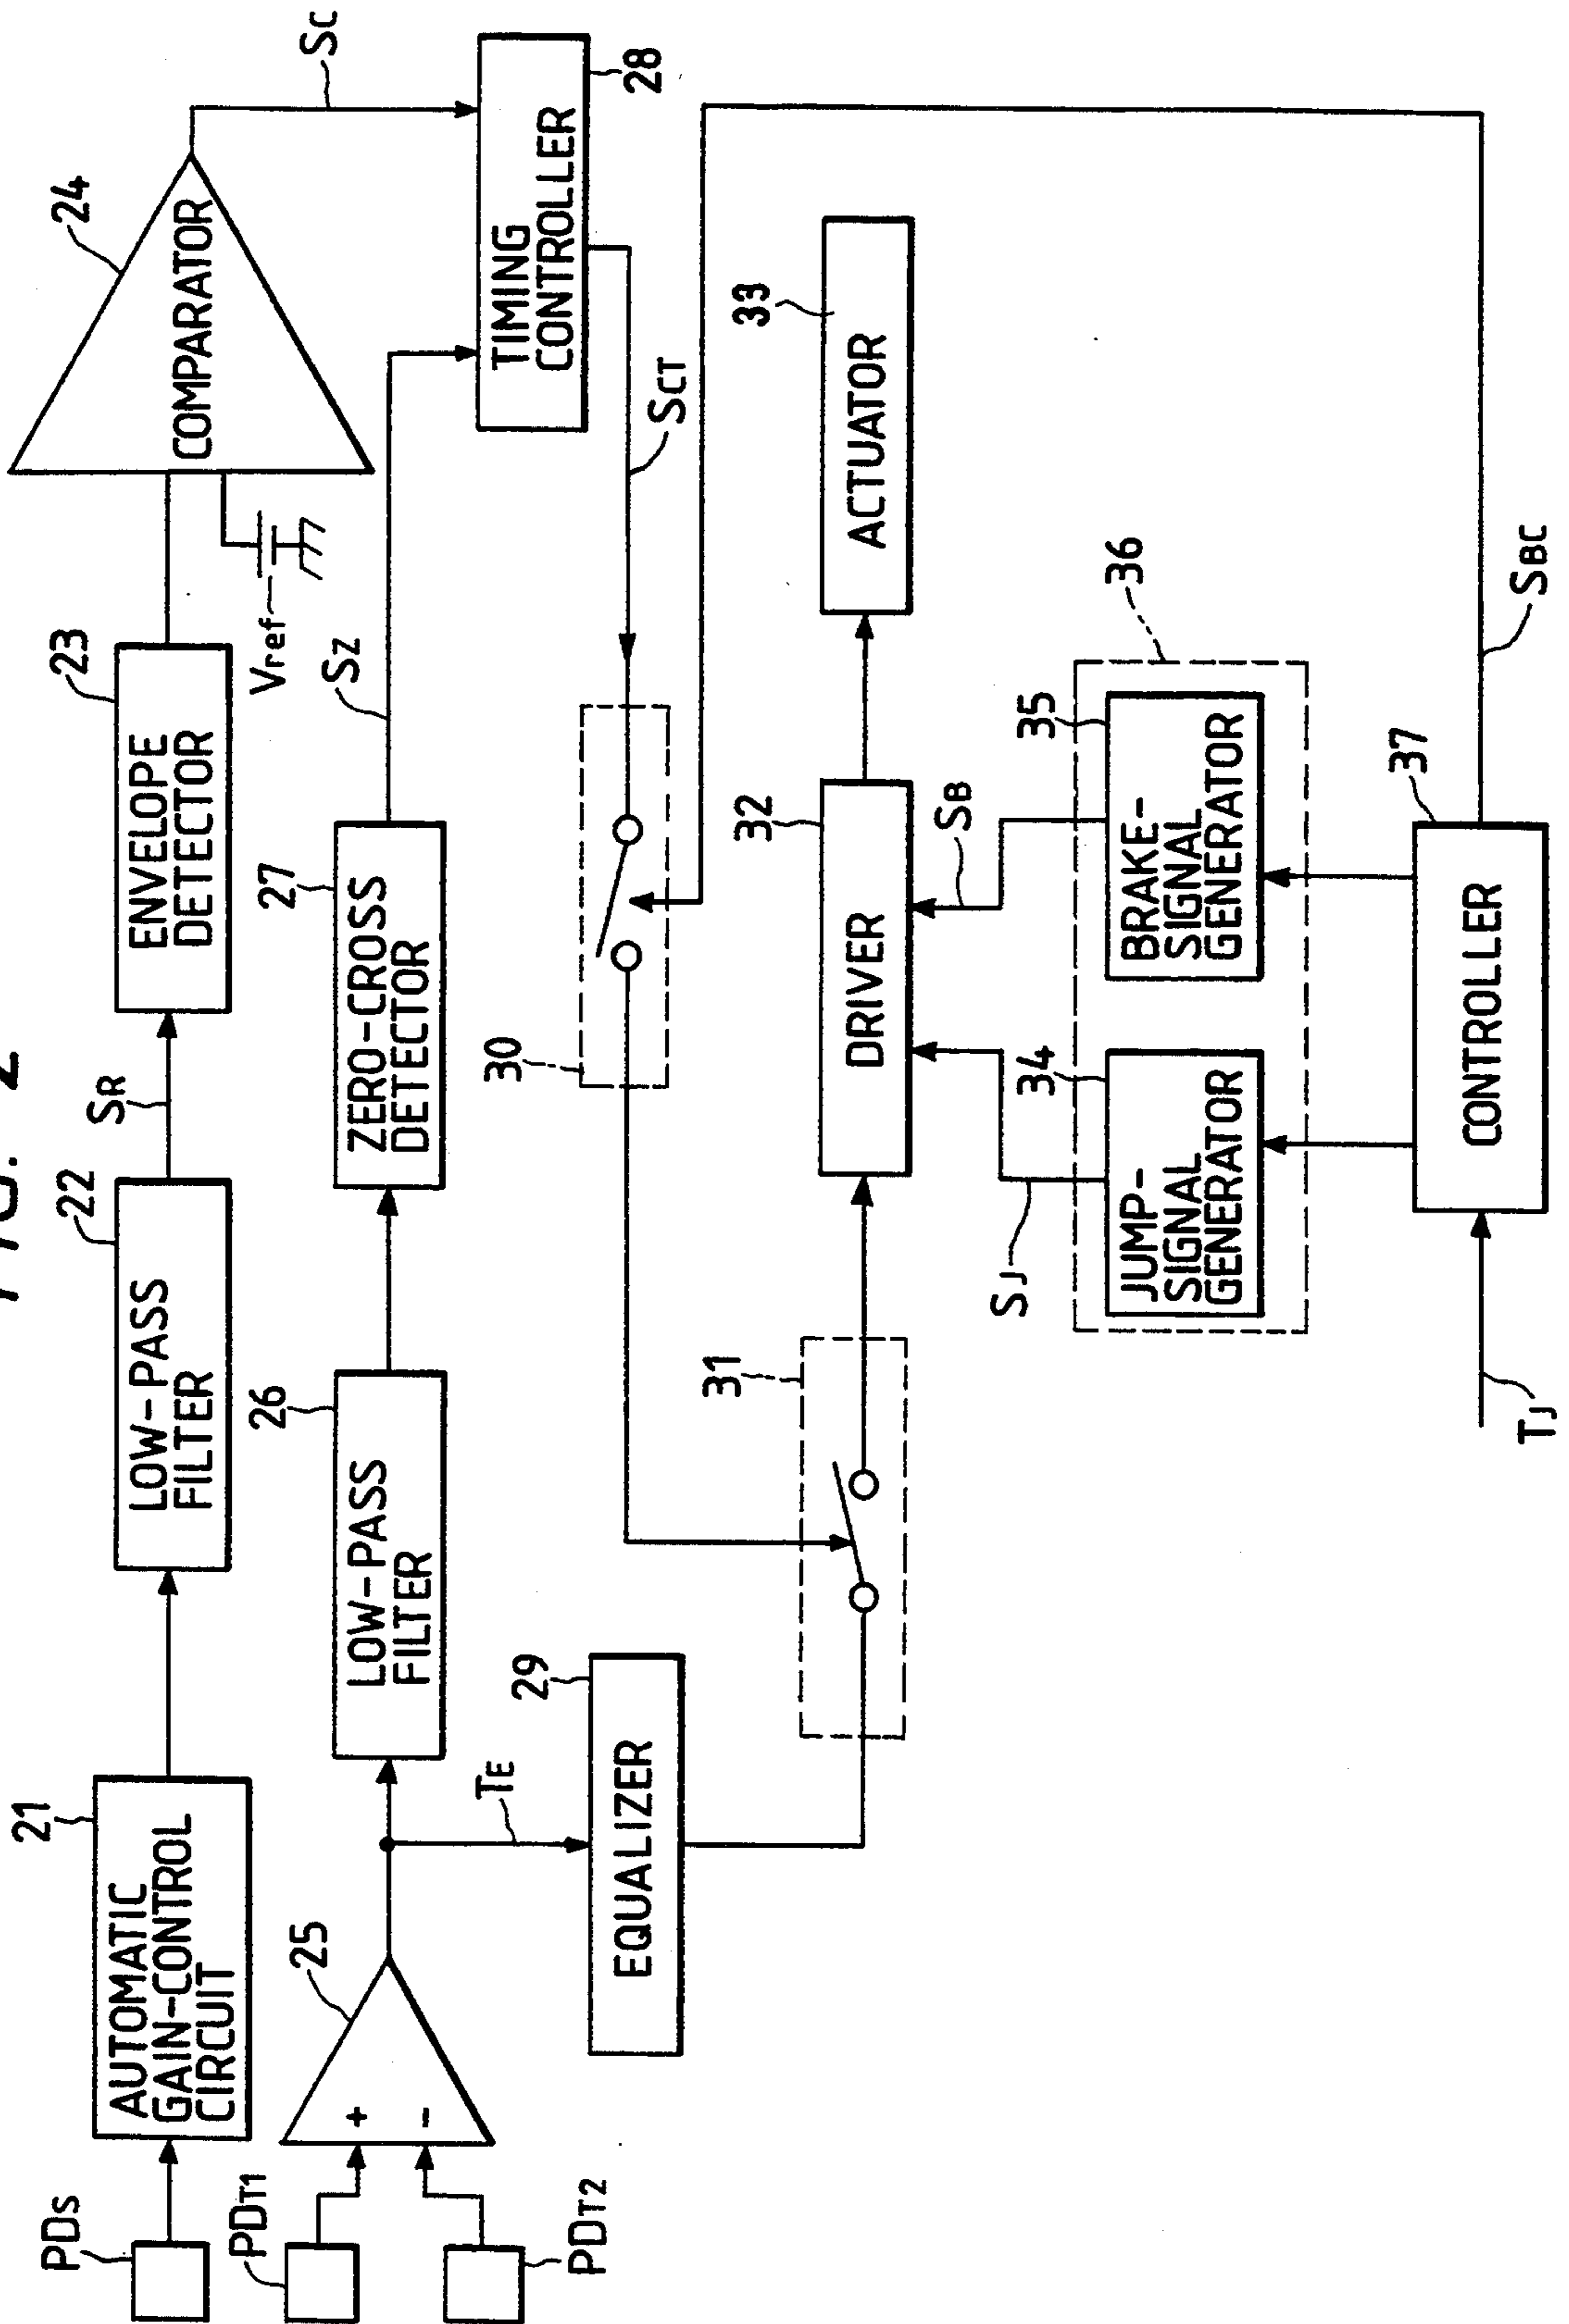 FIG. 2
PDS
21
AUTOMATIC
GAIN-CONTROL
CIRCUIT
22
LOW-PASS
FILTER
SR
23
ENVELOPE
DETECTOR
Vref
24
COMPARATOR
SC
PDT1
PDT2
+
-
25
26
LOW-PASS
FILTER
27
ZERO-CROSS
DETECTOR
SZ
TIMING
CONTROLLER
28
TE
29
EQUALIZER
30
SCT
31
32
DRIVER
33
ACTUATOR
SJ
SB
34
JUMP-
SIGNAL
GENERATOR
35
BRAKE-
SIGNAL
GENERATOR
36
TJ
CONTROLLER
37
SBC